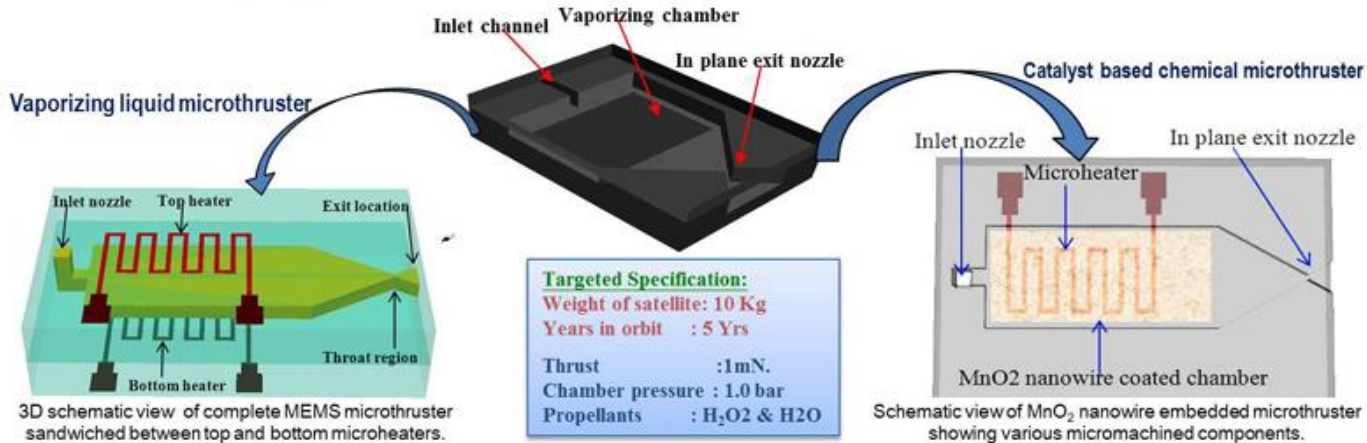 Inlet channel
Vaporizing chamber
In plane exit nozzle
Vaporizing liquid microthruster
Catalyst based chemical microthruster
Inlet nozzle
Top heater
Exit location
Throat region
Bottom heater
3D schematic view of complete MEMS microthruster
sandwiched between top and bottom microheaters.
Targeted Specification:
Weight of satellite: 10 Kg
Years in orbit : 5 Yrs
Thrust :1mN.
Chamber pressure : 1.0 bar
Propellants : H₂O2 & H2O
Inlet nozzle
In plane exit nozzle
Microheater
MnO2 nanowire coated chamber
Schematic view of MnO₂ nanowire embedded microthruster
showing various micromachined components.